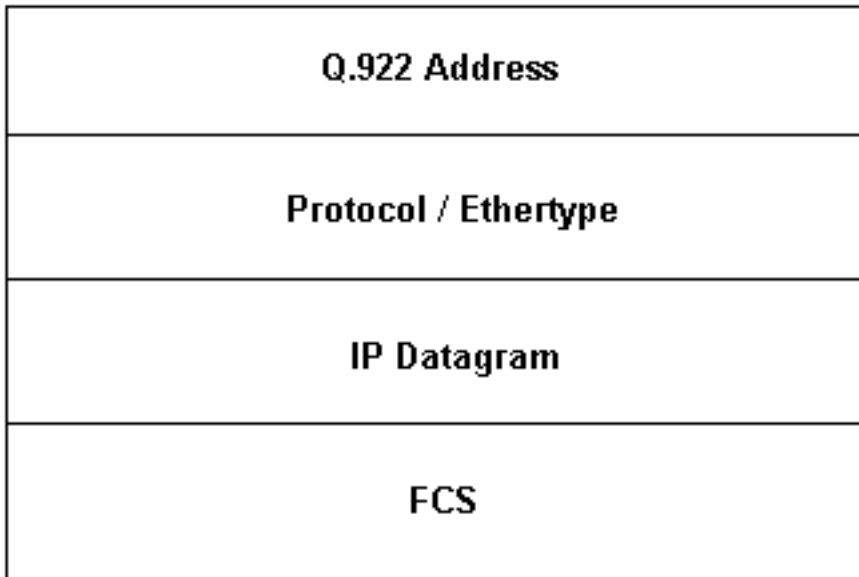 Q.922 Address
Protocol / Ethertype
IP Datagram
FCS